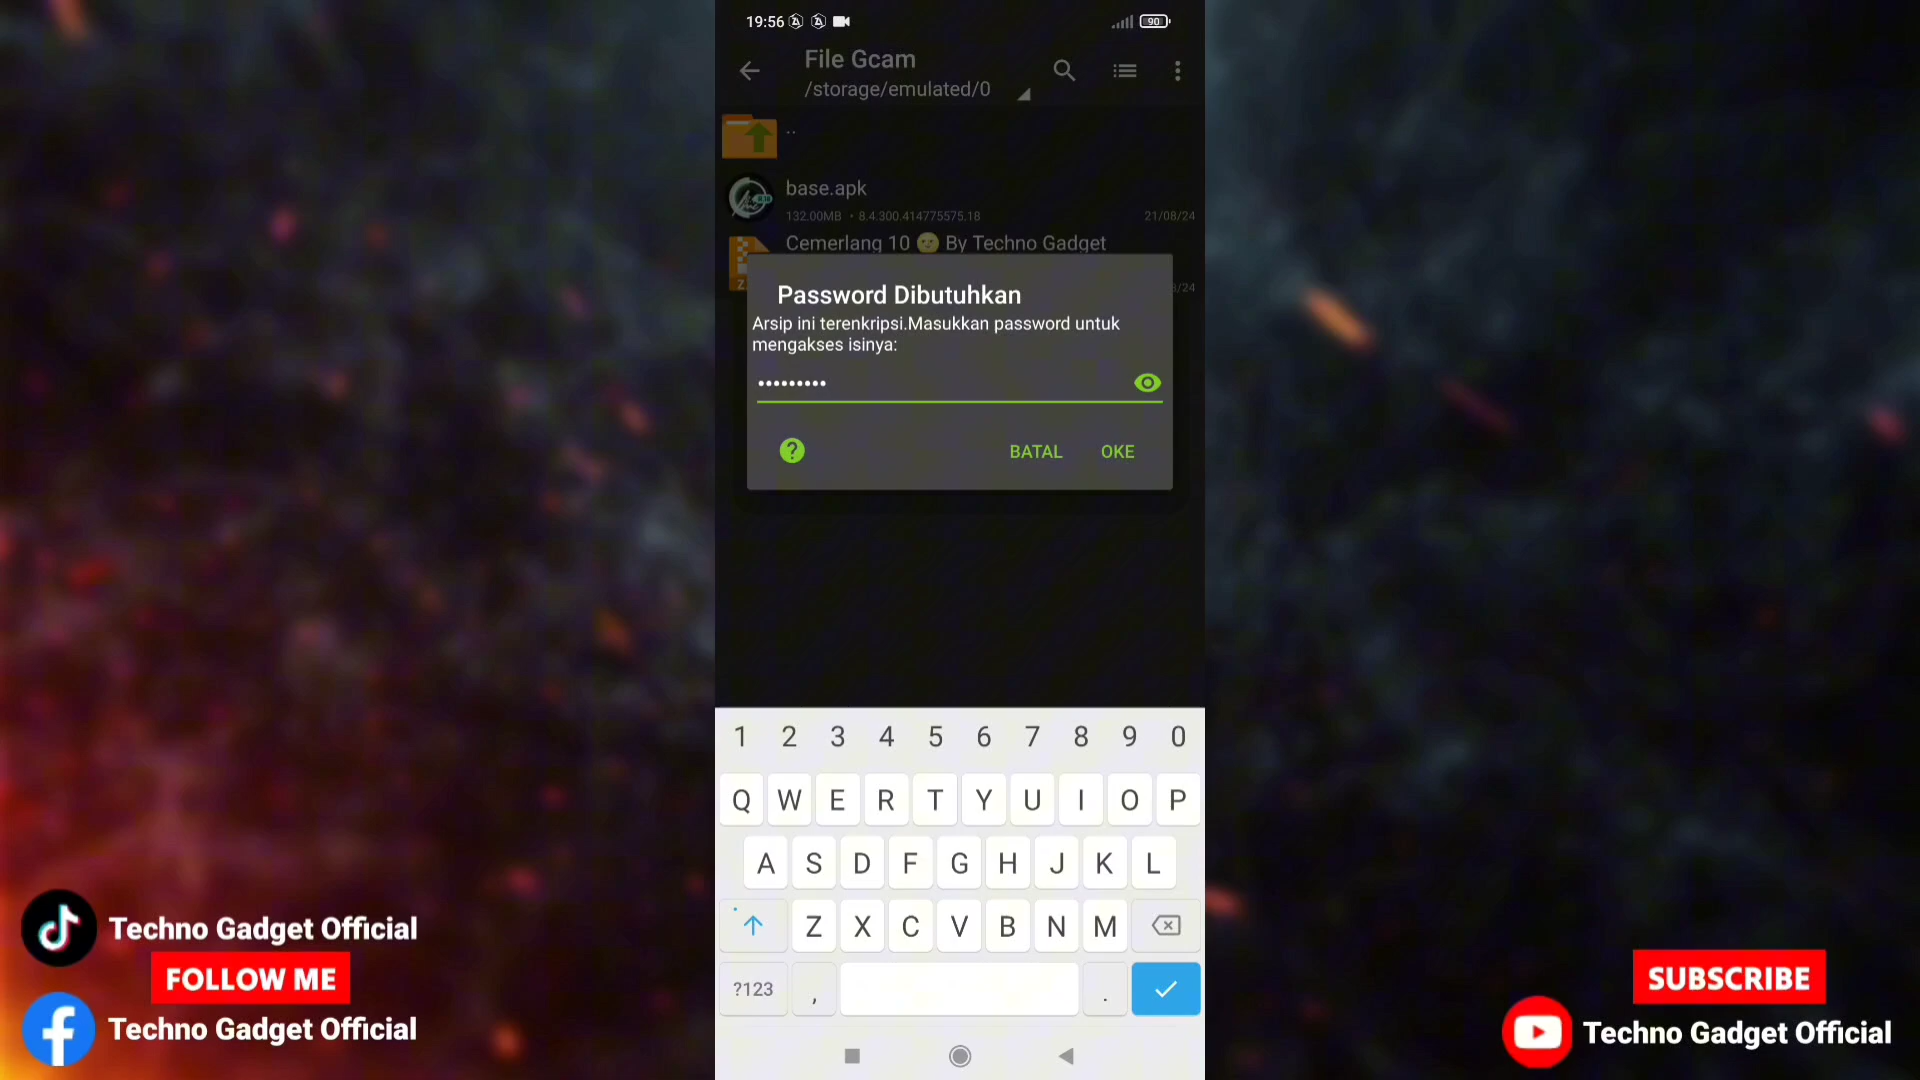 19:56
90
File Gcam
/storage/emulated/0
..
base.apk
132.00MB • 8.4.300.414775575.18
21/08/24
Cemerlang 10 🌝 By Techno Gadget
Z
/24
Password Dibutuhkan
Arsip ini terenkripsi.Masukkan password untuk
mengakses isinya:
•••••••••
?
BATAL OKE
1 2 3 4 5 6 7 8 9 0
Q W E R T Y U I O P
A S D F G H J K L
Z X C V B N M
?123 , .
Techno Gadget Official
FOLLOW ME
Techno Gadget Official
SUBSCRIBE
Techno Gadget Official